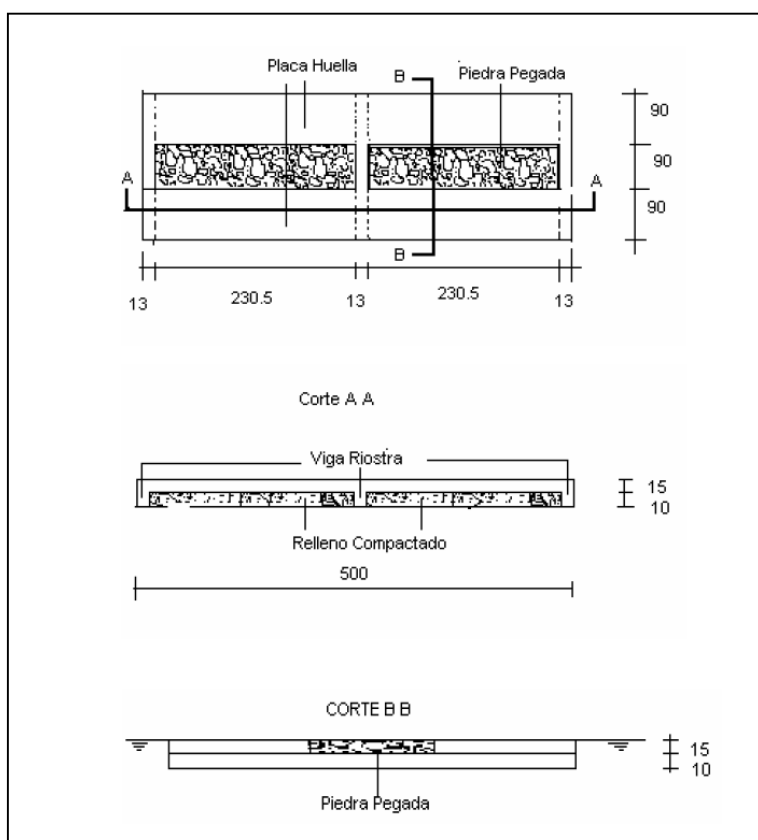 Placa Huella
B
Piedra Pegada
90
90
90
A
A
B
13
230.5
13
230.5
13
Corte A A
Viga Riostra
15
10
Relleno Compactado
500
CORTE B B
15
10
Piedra Pegada